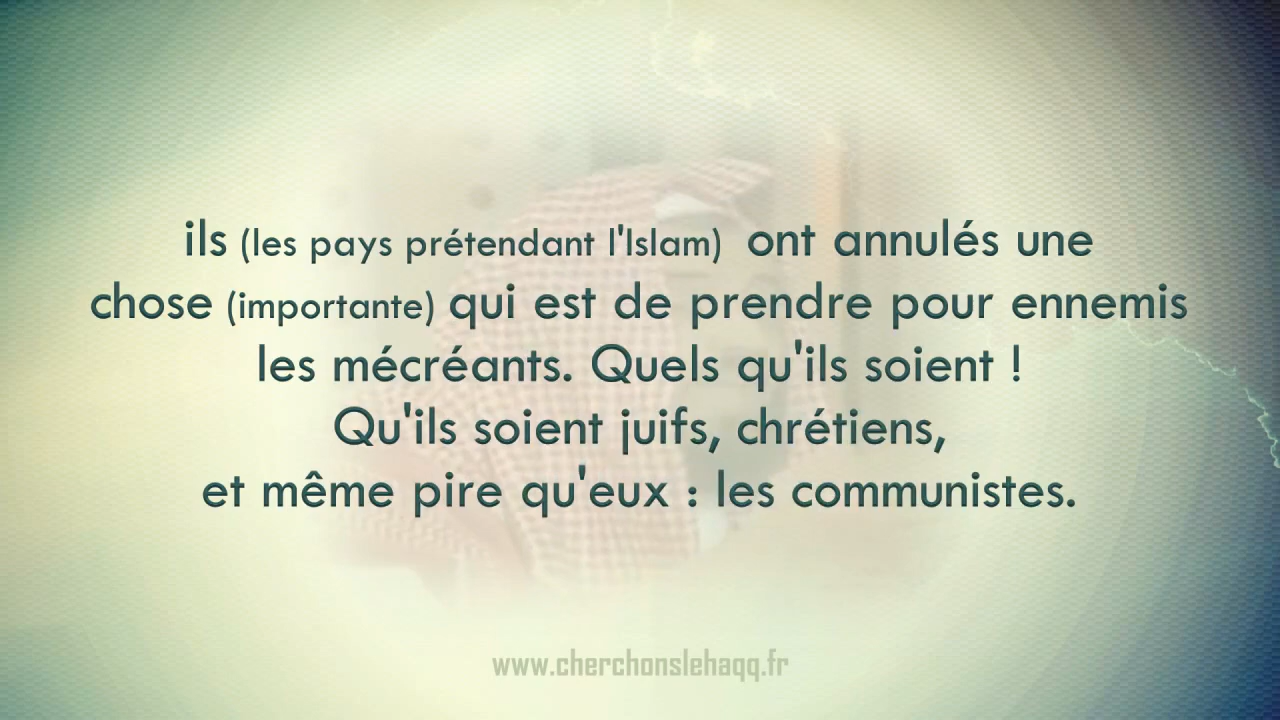 ils (les pays prétendant l'Islam) ont annulés une
chose (importante) qui est de prendre pour ennemis
les mécréants. Quels qu'ils soient !
Qu'ils soient juifs, chrétiens,
et même pire qu'eux : les communistes.
www.cherchonslehaqq.fr